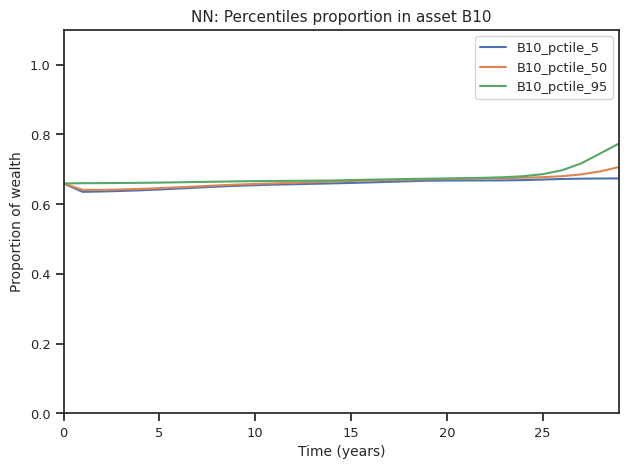 NN: Percentiles proportion in asset B10
B10_pctile_5
B10_pctile_50
B10_pctile_95
Proportion of wealth
1.0
0.8
0.6
0.4
0.2
0.0
0 5 10 15 20 25
Time (years)